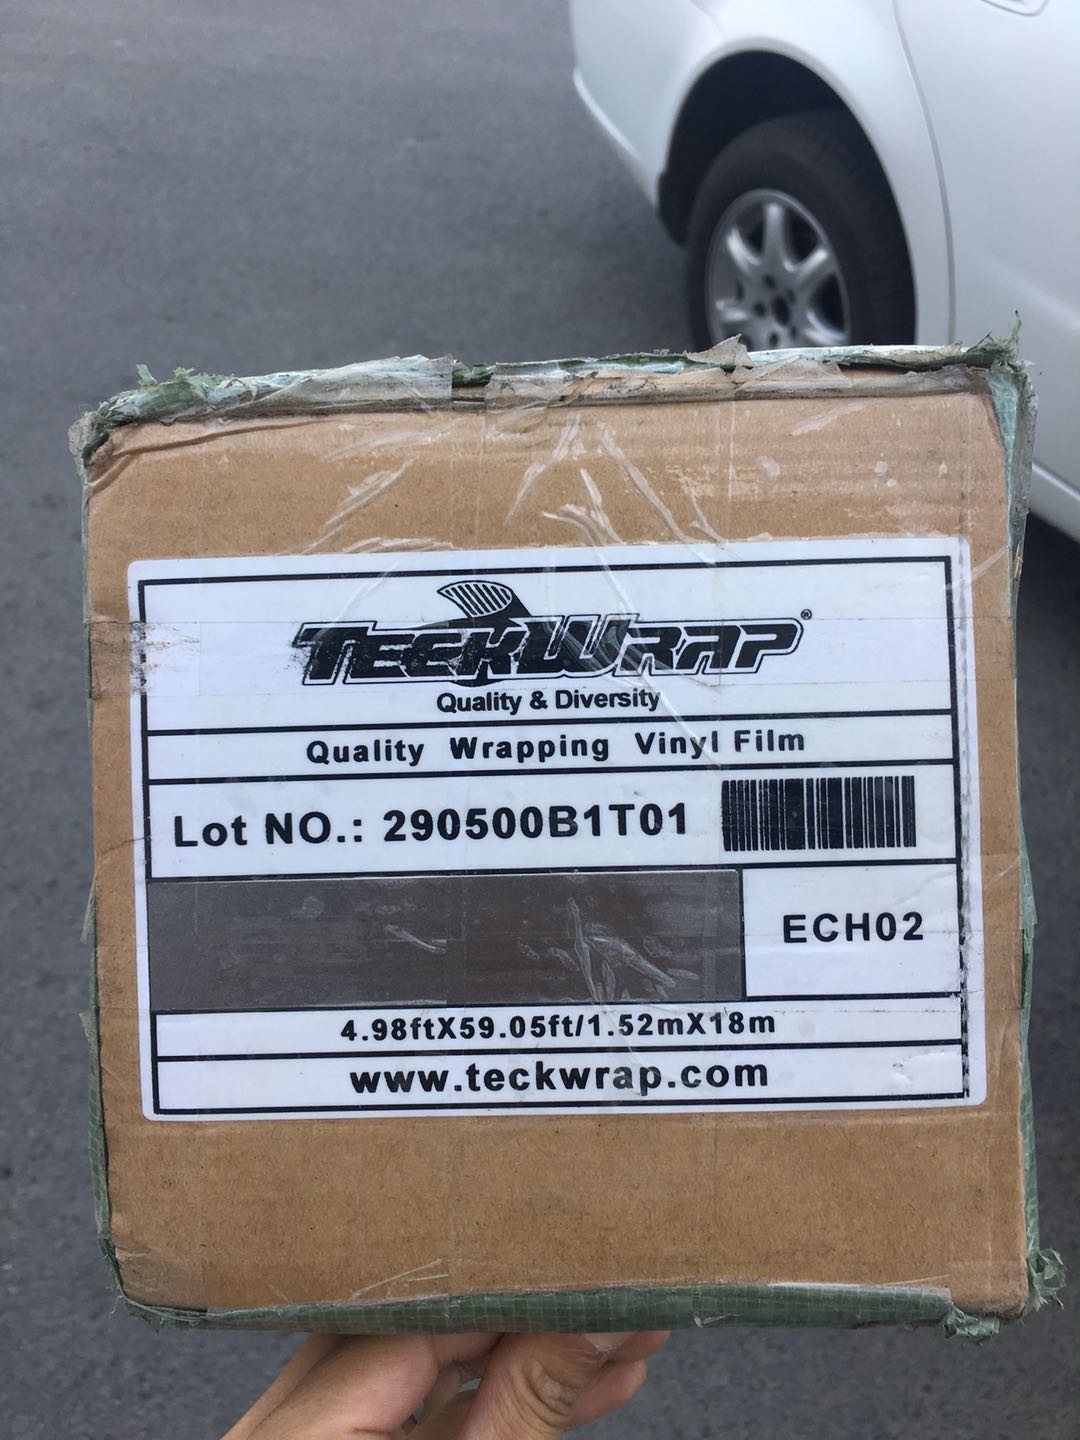 TECKWRAP®
Quality & Diversity
Quality Wrapping Vinyl Film
Lot NO.: 290500B1T01
ECH02
4.98ftX59.05ft/1.52mX18m
www.teckwrap.com